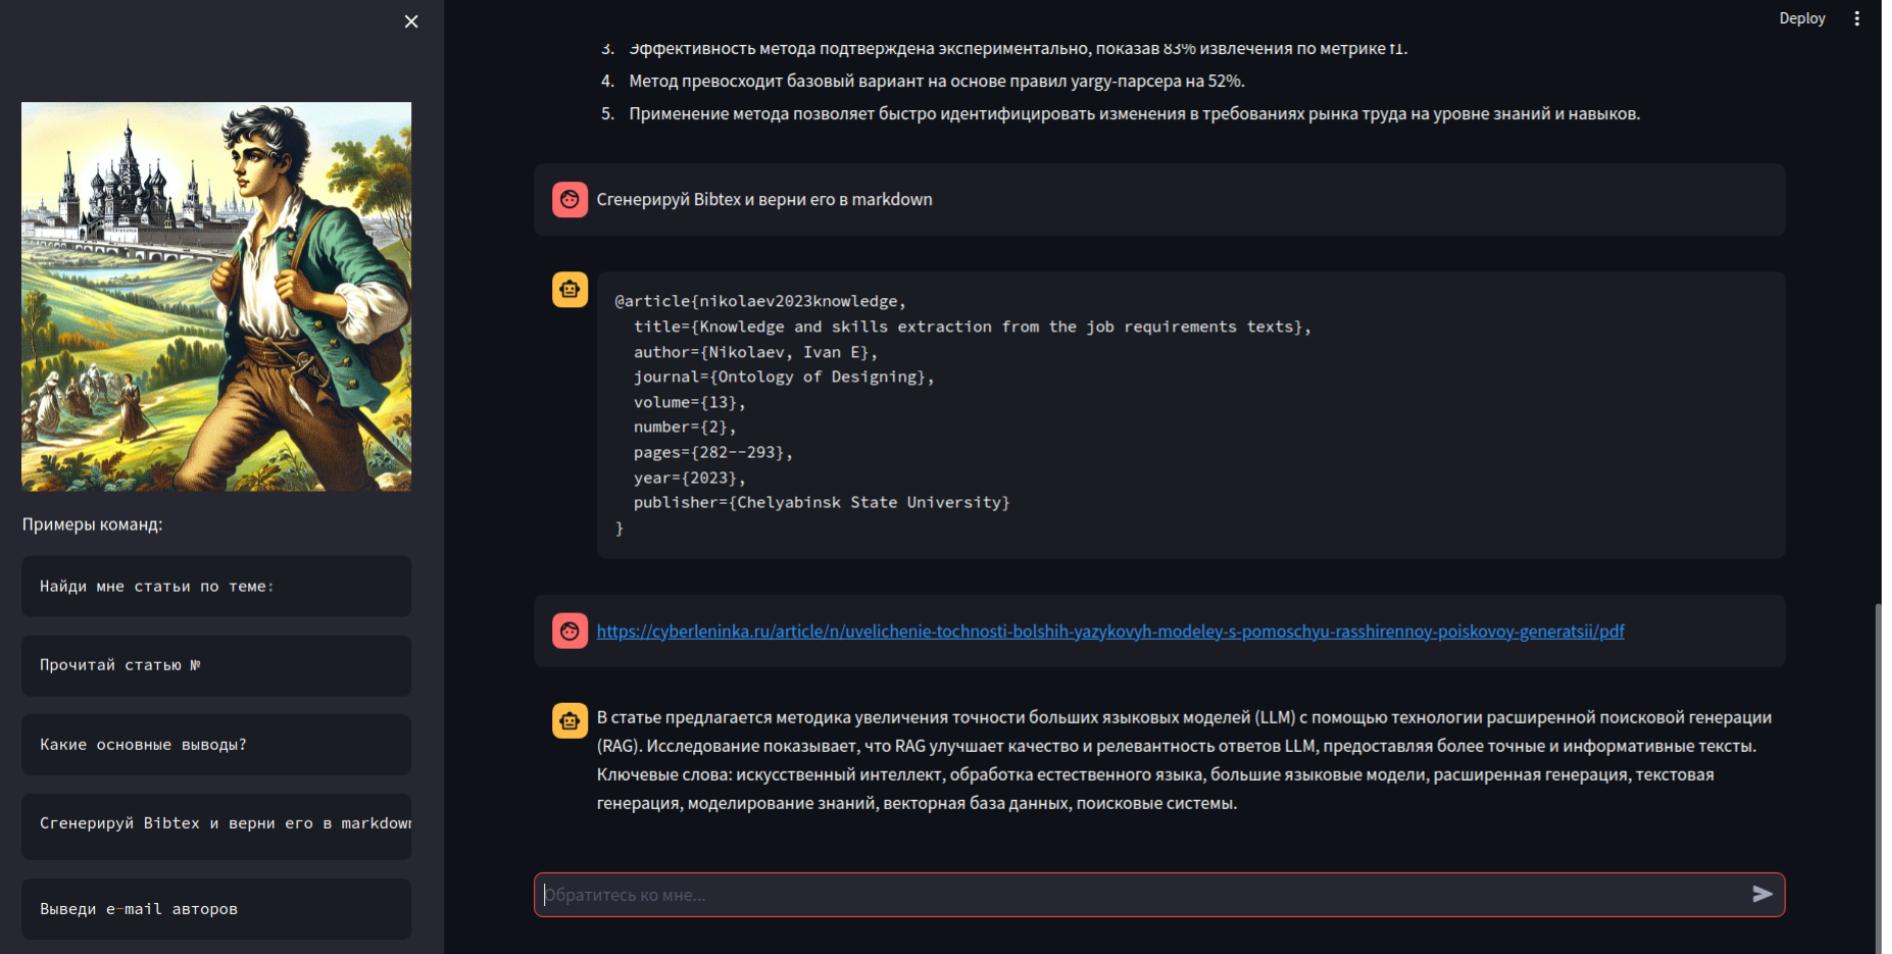 Deploy
3. Эффективность метода подтверждена экспериментально, показав 83% извлечения по метрике f1.
4. Метод превосходит базовый вариант на основе правил yargy-парсера на 52%.
5. Применение метода позволяет быстро идентифицировать изменения в требованиях рынка труда на уровне знаний и навыков.
Сгенерируй Bibtex и верни его в markdown
@article{nikolaev2023knowledge,
title={Knowledge and skills extraction from the job requirements texts},
author={Nikolaev, Ivan E},
journal={Ontology of Designing},
volume={13},
number={2},
pages={282--293},
year={2023},
publisher={Chelyabinsk State University}
}
https://cyberleninka.ru/article/n/uvelichenie-tochnosti-bolshih-yazykovyh-modeley-s-pomoschyu-rasshirennoy-poiskovoy-generatsii/pdf
В статье предлагается методика увеличения точности больших языковых моделей (LLM) с помощью технологии расширенной поисковой генерации
(RAG). Исследование показывает, что RAG улучшает качество и релевантность ответов LLM, предоставляя более точные и информативные тексты.
Ключевые слова: искусственный интеллект, обработка естественного языка, большие языковые модели, расширенная генерация, текстовая
генерация, моделирование знаний, векторная база данных, поисковые системы.
Обратитесь ко мне...
Примеры команд:
Найди мне статьи по теме:
Прочитай статью №
Какие основные выводы?
Сгенерируй Bibtex и верни его в markdown
Выведи e-mail авторов